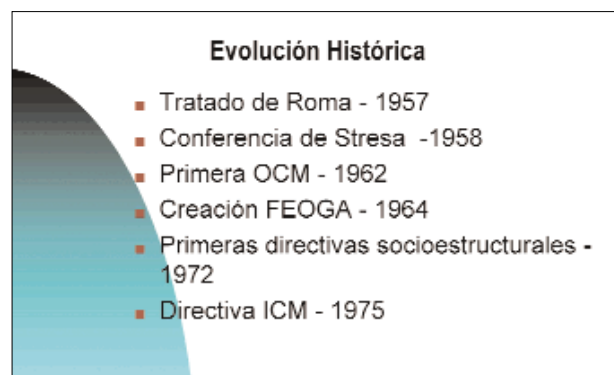 Evolución Histórica
Tratado de Roma - 1957
Conferencia de Stresa -1958
Primera OCM - 1962
Creación FEOGA - 1964
Primeras directivas socioestructurales -
1972
Directiva ICM - 1975